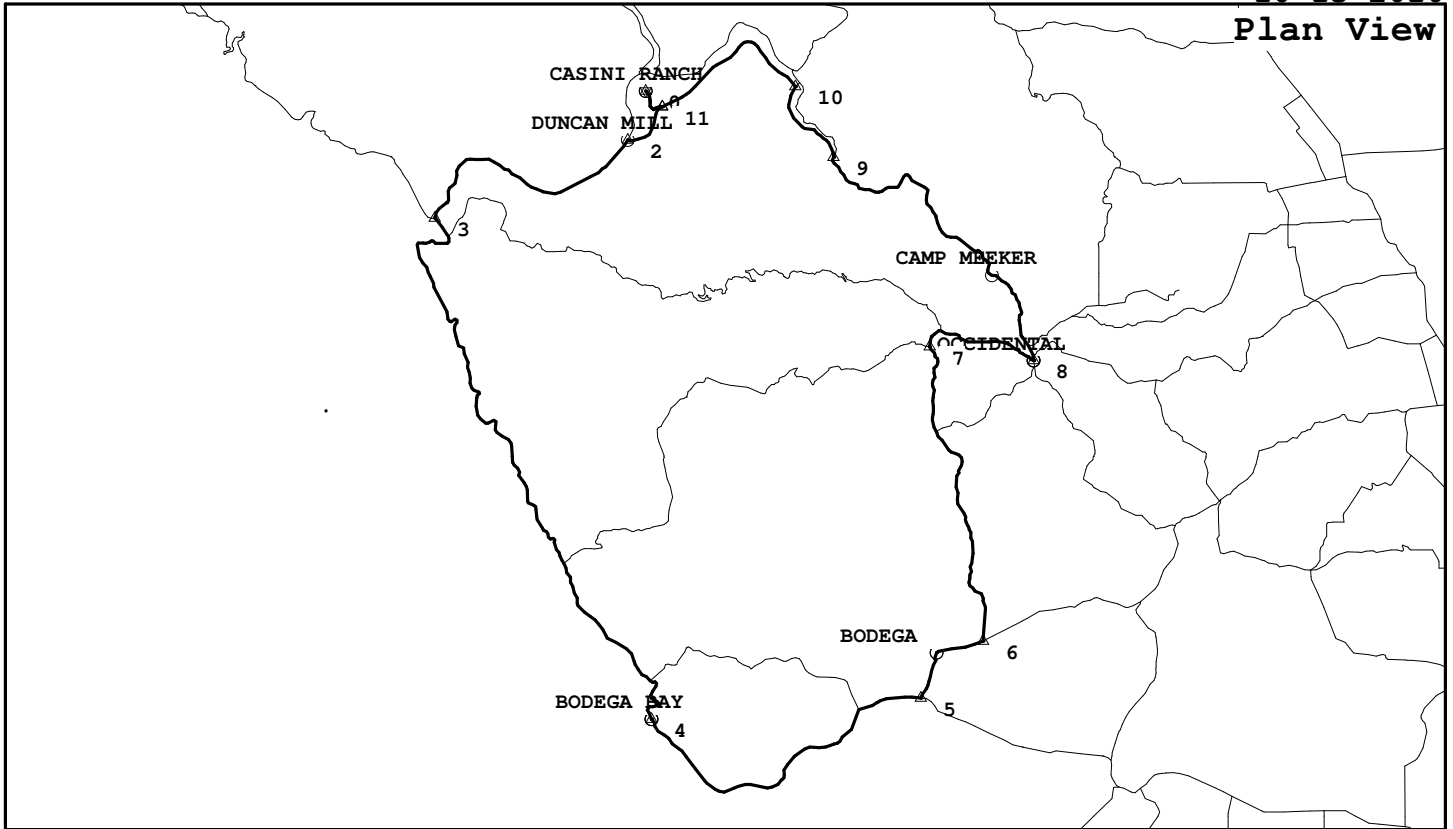 Plan View
CASINI RANCH
10
11
DUNCAN MILL
2
9
3
CAMP MEEKER
OCCIDENTAL
7
8
BODEGA
6
BODEGA BAY
5
4